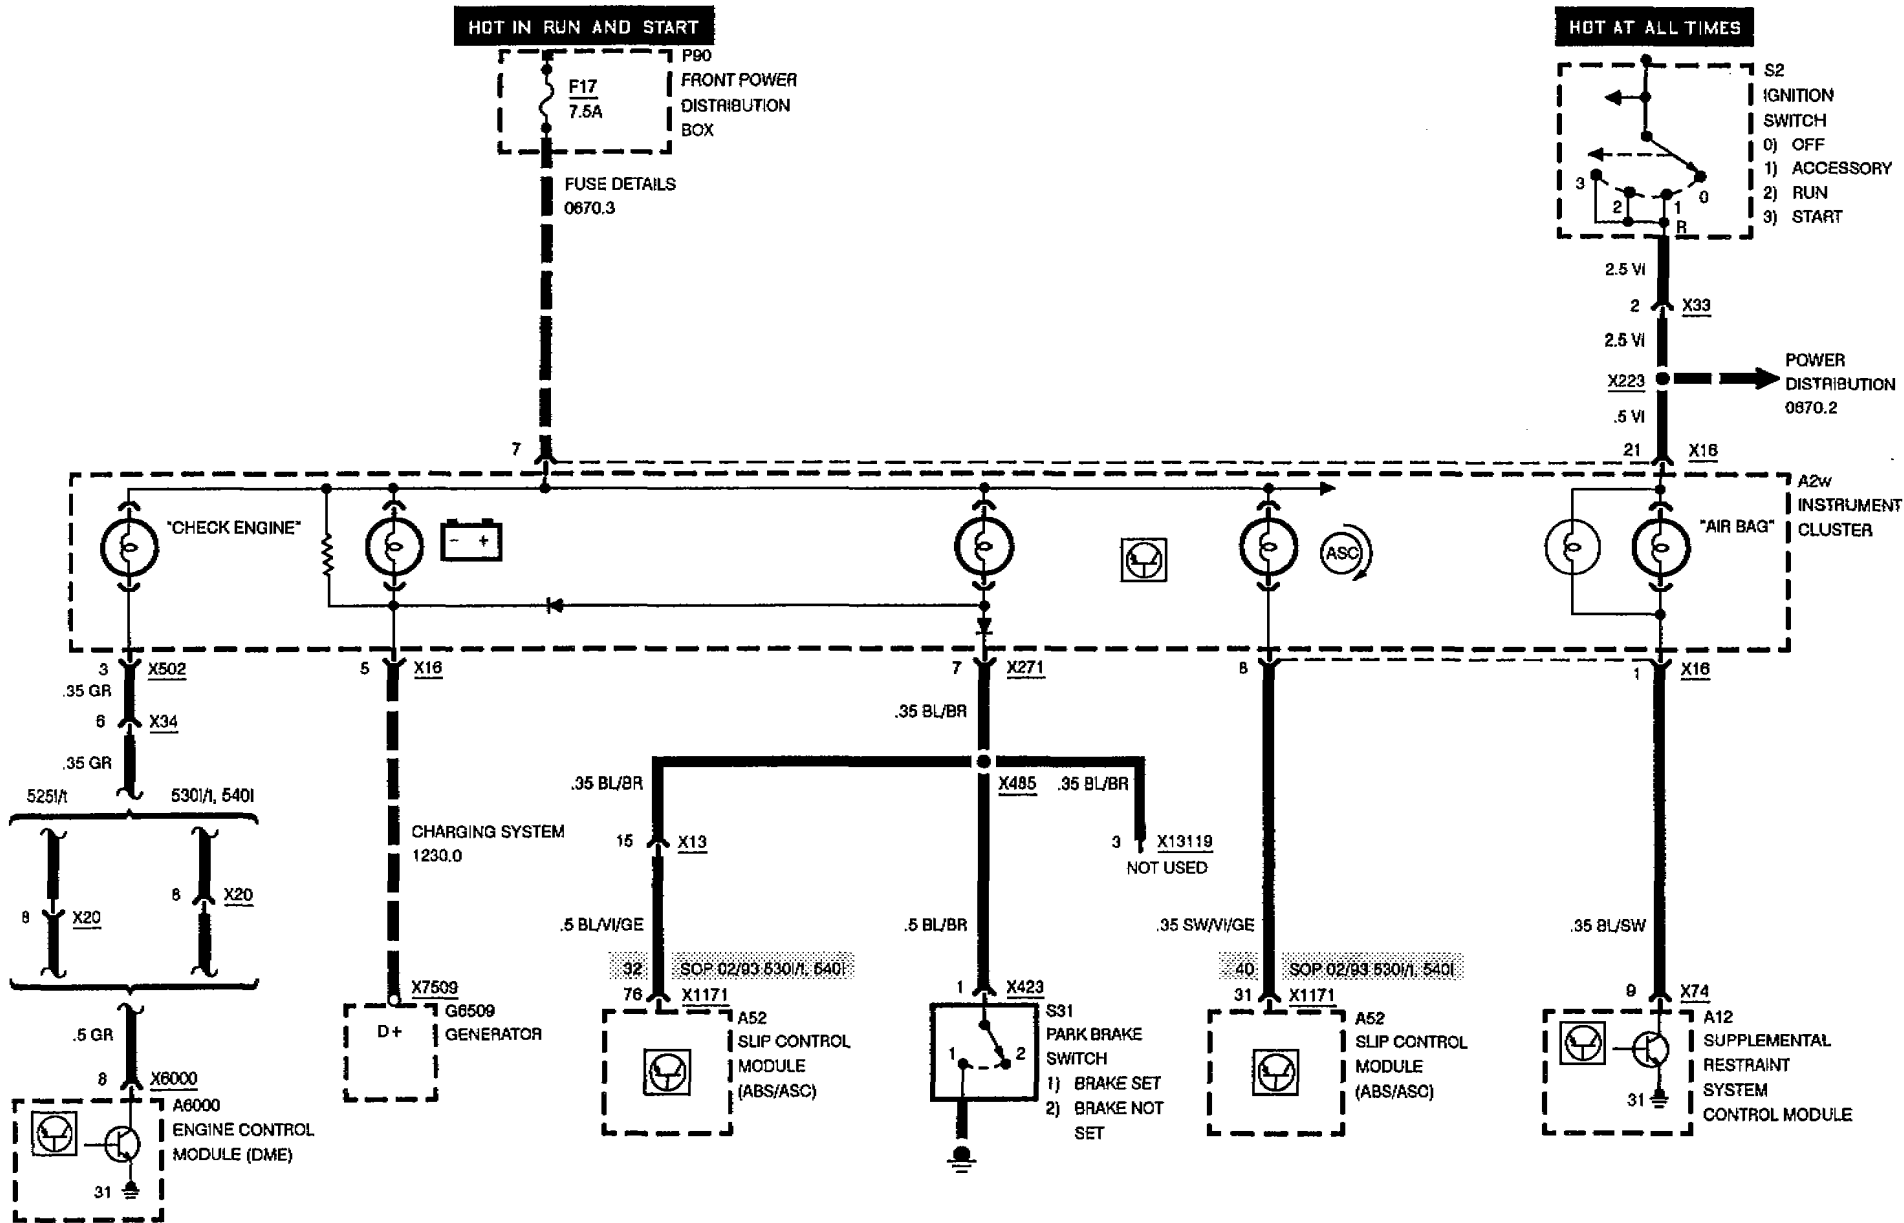 HOT IN RUN AND START
HOT AT ALL TIMES
P90
FRONT POWER
DISTRIBUTION
BOX
F17
7.5A
FUSE DETAILS
0670.3
S2
IGNITION
SWITCH
0) OFF
1) ACCESSORY
2) RUN
3) START
3
2
1
0
R
2.5 VI
2
X33
2.5 VI
X223
POWER
DISTRIBUTION
0670.2
.5 VI
7
21
X16
A2w
INSTRUMENT
CLUSTER
"CHECK ENGINE"
- +
ASC
"AIR BAG"
3
X502
5
X16
7
X271
8
1
X16
.35 GR
6
X34
.35 GR
.35 BL/BR
525I/t
530I/t, 540I
.35 BL/BR
X485
.35 BL/BR
CHARGING SYSTEM
1230.0
15
X13
3
X13119
NOT USED
8
X20
8
X20
.5 BL/VI/GE
.5 BL/BR
.35 SW/VI/GE
.35 BL/SW
32
SOP 02/93 530I/t, 540I
40
SOP 02/93 530I/t, 540I
X7509
76
X1171
1
X423
31
X1171
9
X74
.5 GR
D+
G6509
GENERATOR
A52
SLIP CONTROL
MODULE
(ABS/ASC)
S31
PARK BRAKE
SWITCH
1) BRAKE SET
2) BRAKE NOT
SET
1
2
A52
SLIP CONTROL
MODULE
(ABS/ASC)
A12
SUPPLEMENTAL
RESTRAINT
SYSTEM
CONTROL MODULE
31
8
X6000
A6000
ENGINE CONTROL
MODULE (DME)
31